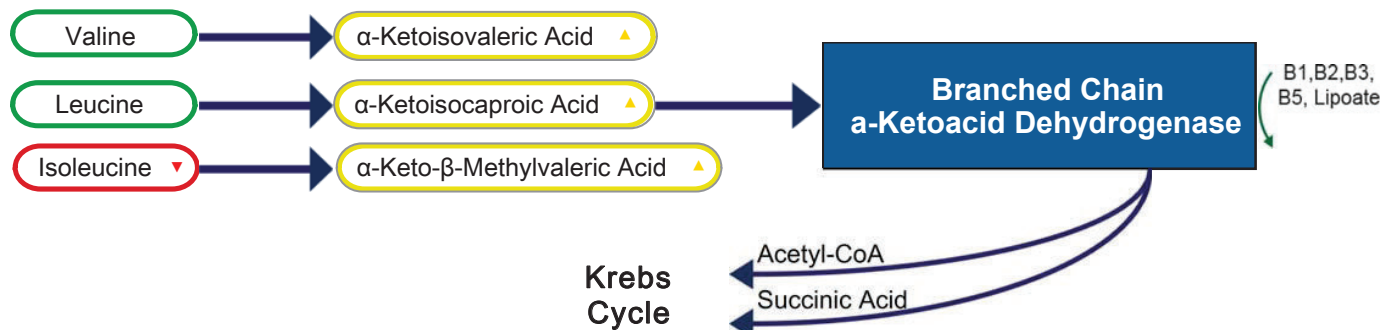 Valine
α-Ketoisovaleric Acid
Leucine
α-Ketoisocaproic Acid
Isoleucine
α-Keto-β-Methylvaleric Acid
Branched Chain
a-Ketoacid Dehydrogenase
B1,B2,B3,
B5, Lipoate
Acetyl-CoA
Succinic Acid
Krebs
Cycle